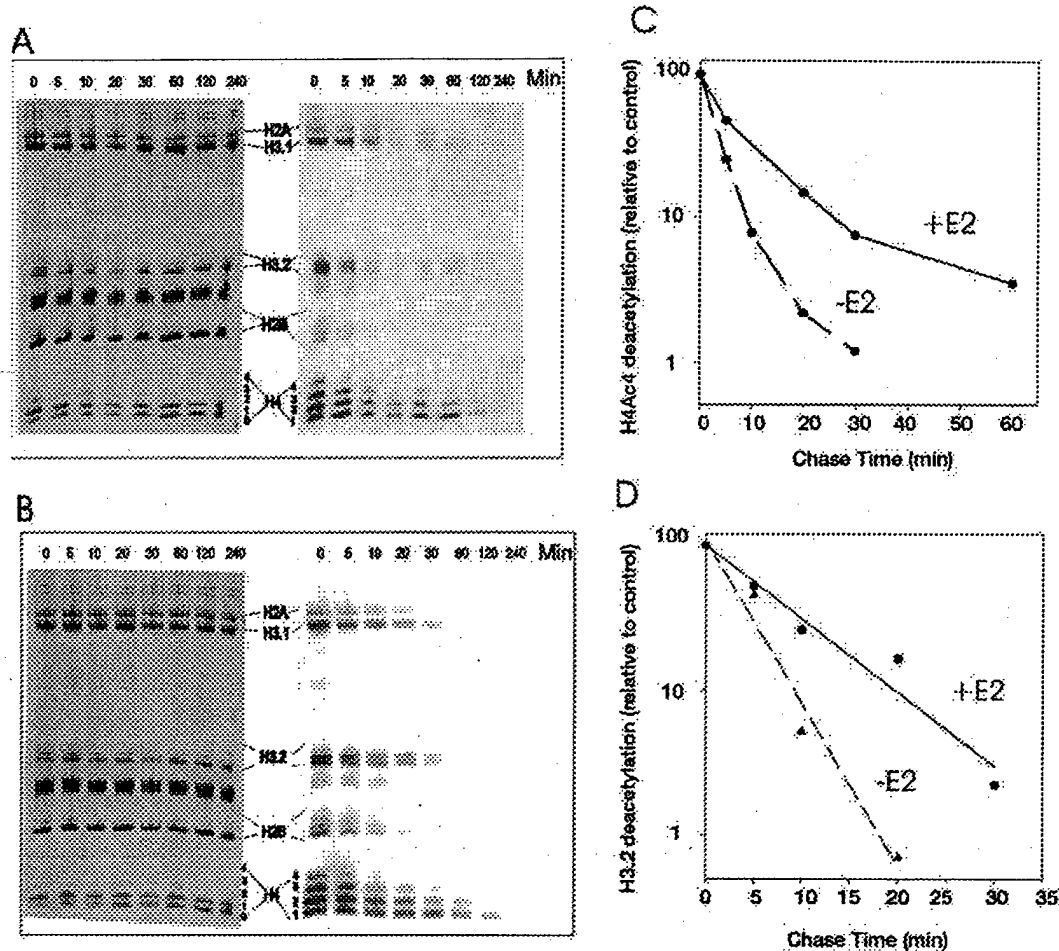 A
0 5 10 20 30 60 120 240
0 5 10 20 30 60 120 240 Min
H2A
H3.1
H3.2
H2B
H4
B
0 5 10 20 30 60 120 240
0 5 10 20 30 60 120 240 Min
H2A
H3.1
H3.2
H2B
H4
C
H4Ac4 deacetylation (relative to control)
100
10
1
+E2
-E2
0 10 20 30 40 50 60
Chase Time (min)
D
H3.2 deacetylation (relative to control)
100
10
1
+E2
-E2
0 5 10 15 20 25 30 35
Chase Time (min)